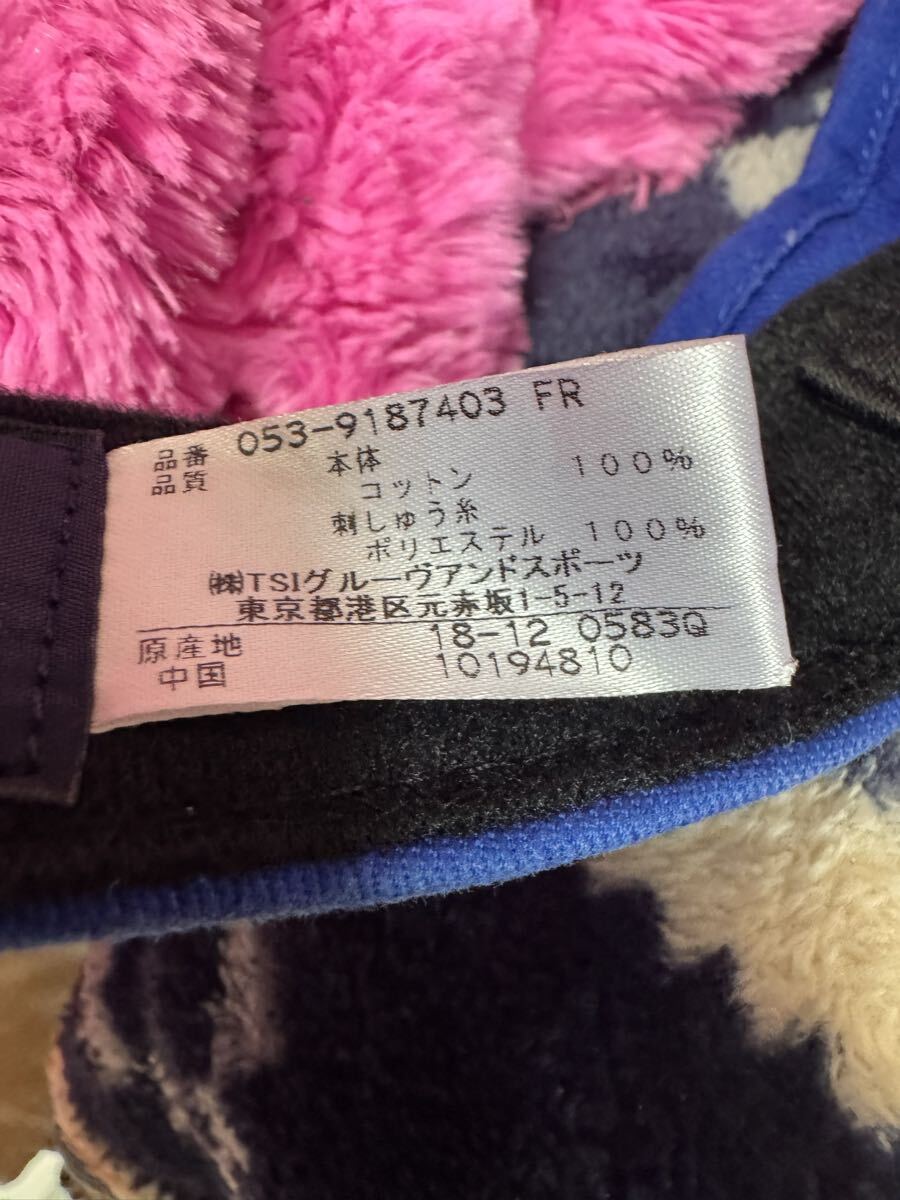 品番 053-9187403 FR
品質 本体
コットン 100%
刺しゅう糸
ポリエステル 100%
㈱TSIグルーヴアンドスポーツ
東京都港区元赤坂1-5-12
原産地 18-12 0583Q
中国 10194810